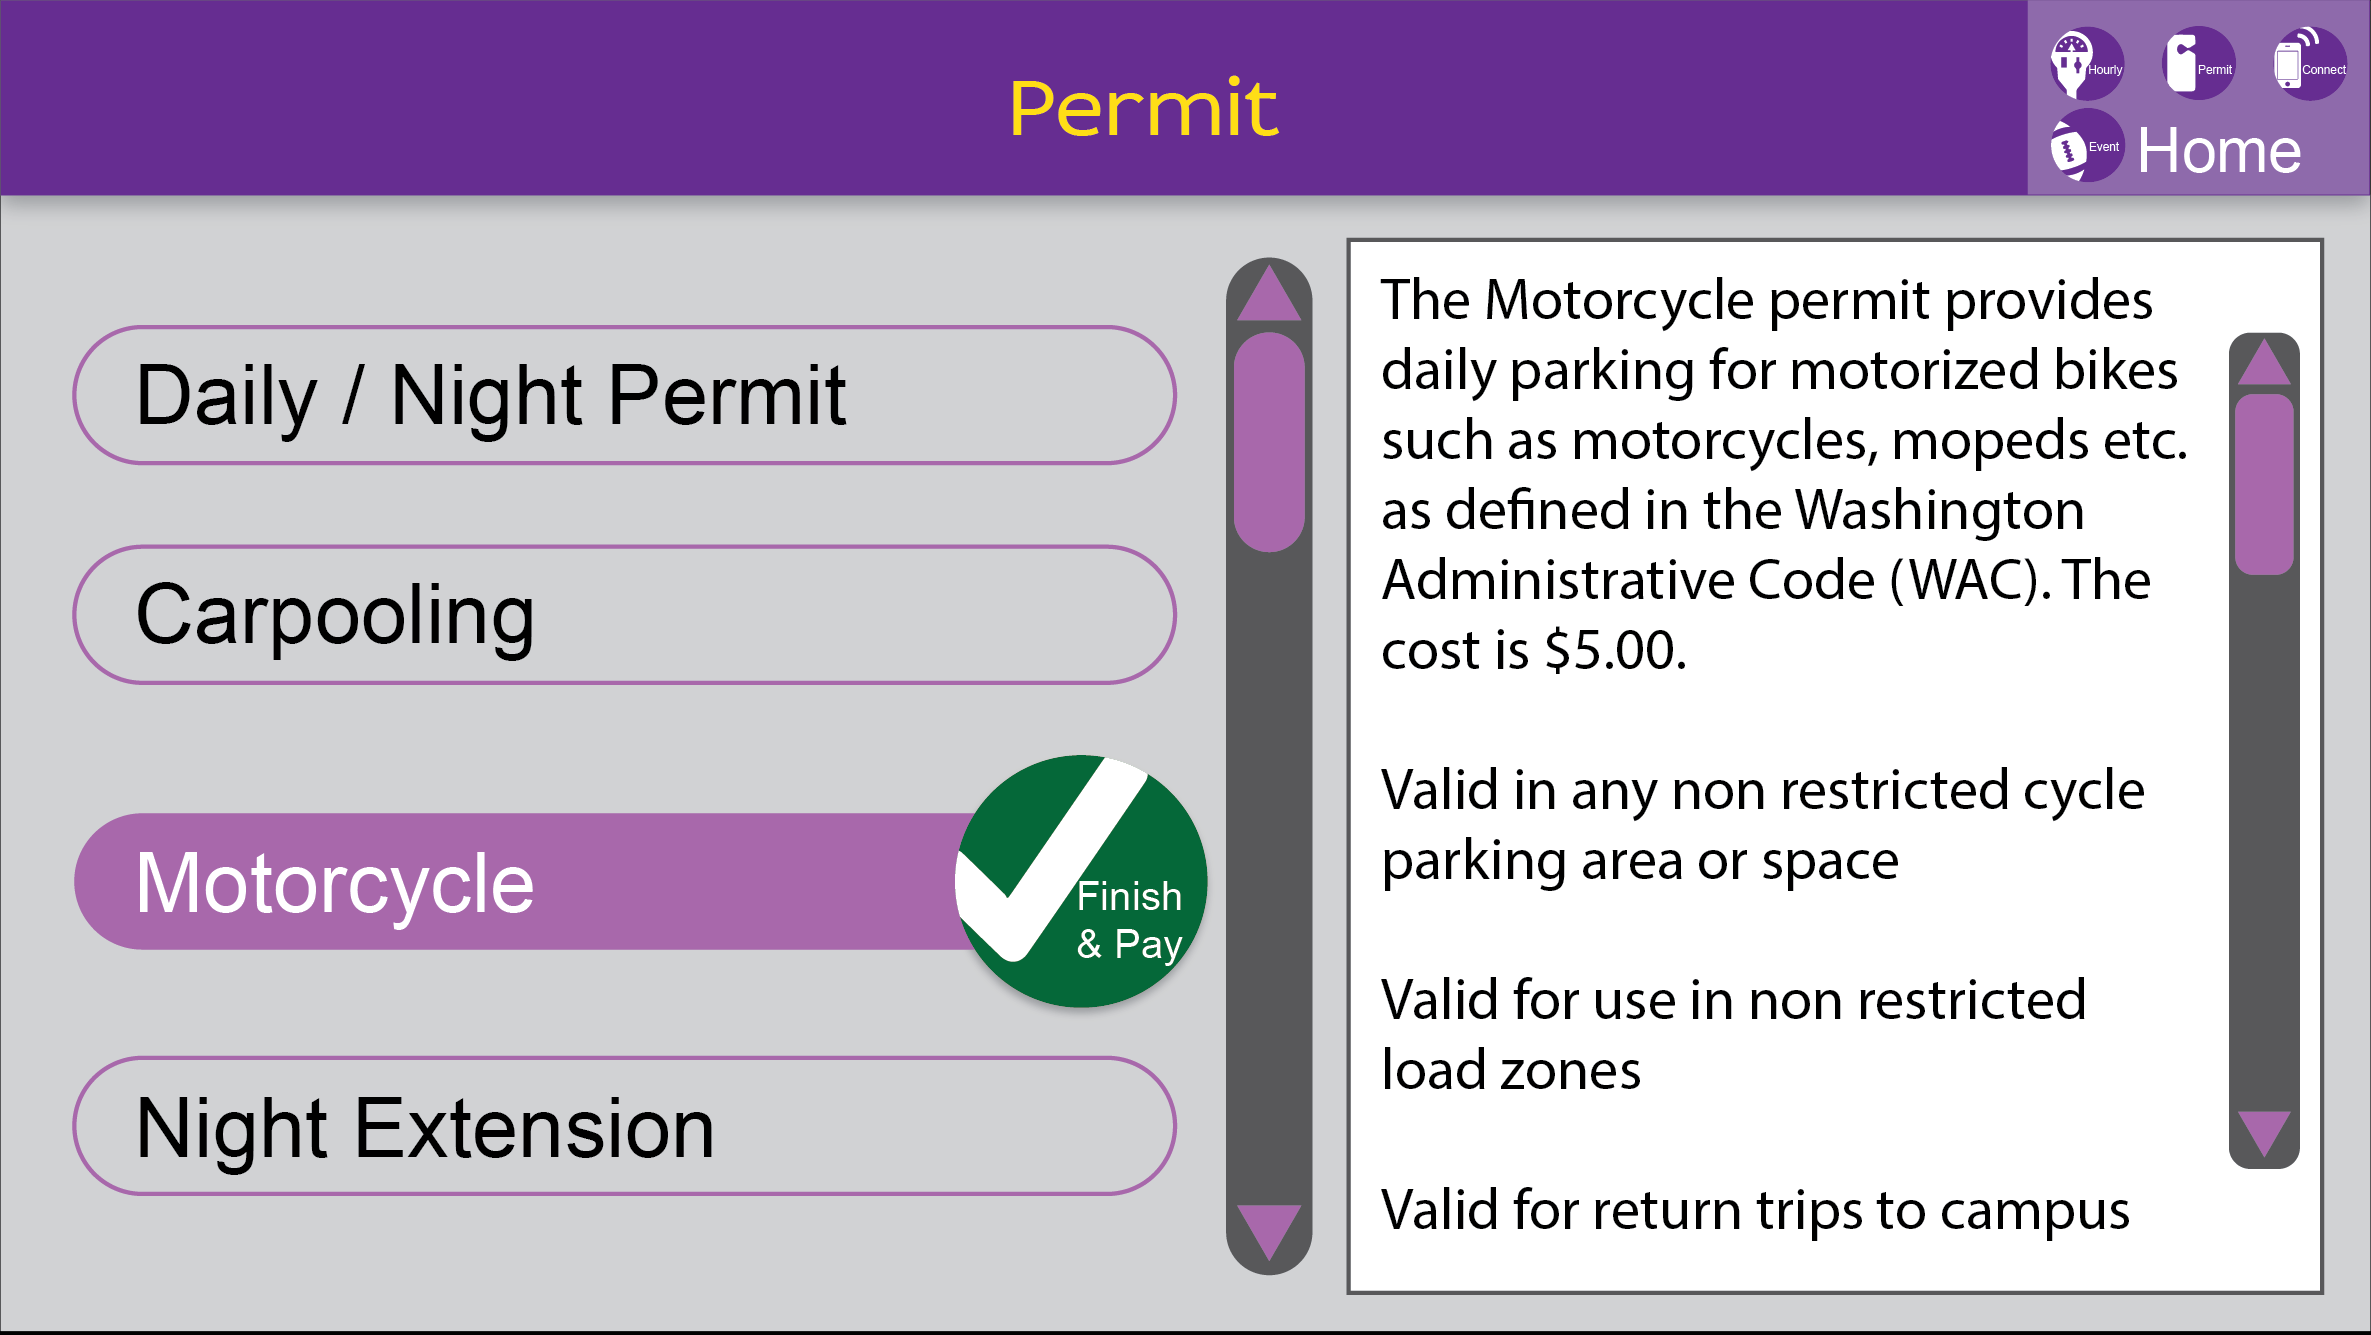 Permit
Hourly
Permit
Connect
Event
Home
Daily / Night Permit
Carpooling
Motorcycle
Finish
& Pay
Night Extension
The Motorcycle permit provides
daily parking for motorized bikes
such as motorcycles, mopeds etc.
as defined in the Washington
Administrative Code (WAC). The
cost is $5.00.
Valid in any non restricted cycle
parking area or space
Valid for use in non restricted
load zones
Valid for return trips to campus